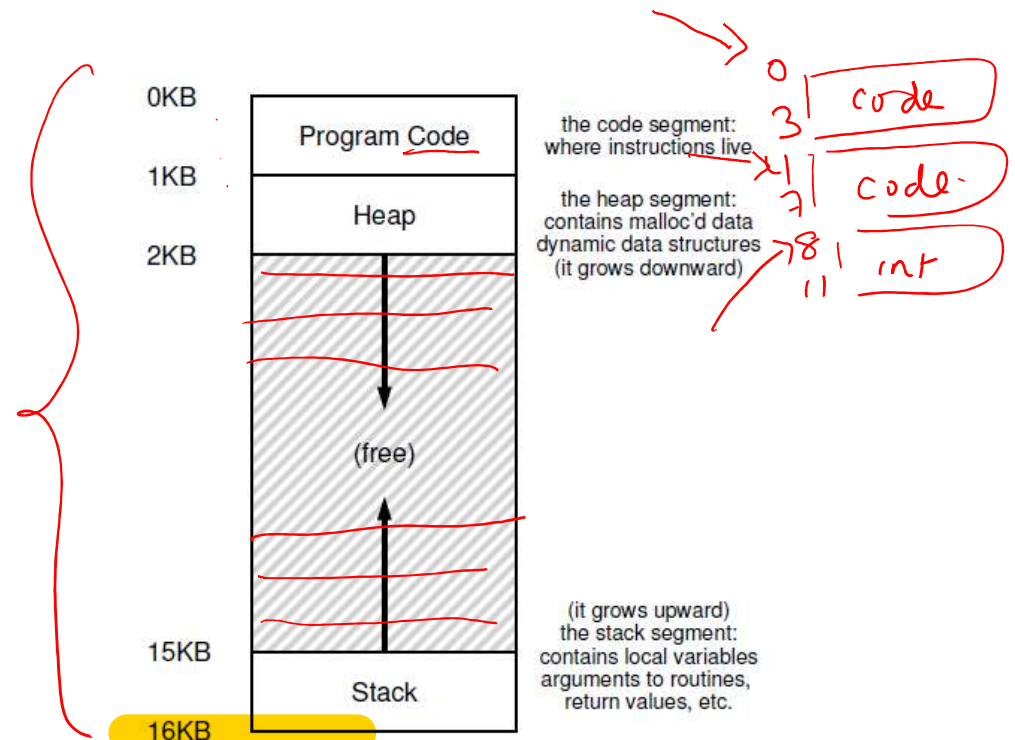 0KB
Program Code
1KB
Heap
2KB
(free)
15KB
Stack
16KB
the code segment:
where instructions live
the heap segment:
contains malloc'd data
dynamic data structures
(it grows downward)
(it grows upward)
the stack segment:
contains local variables
arguments to routines,
return values, etc.
0
code
3
code
7
8
int
11